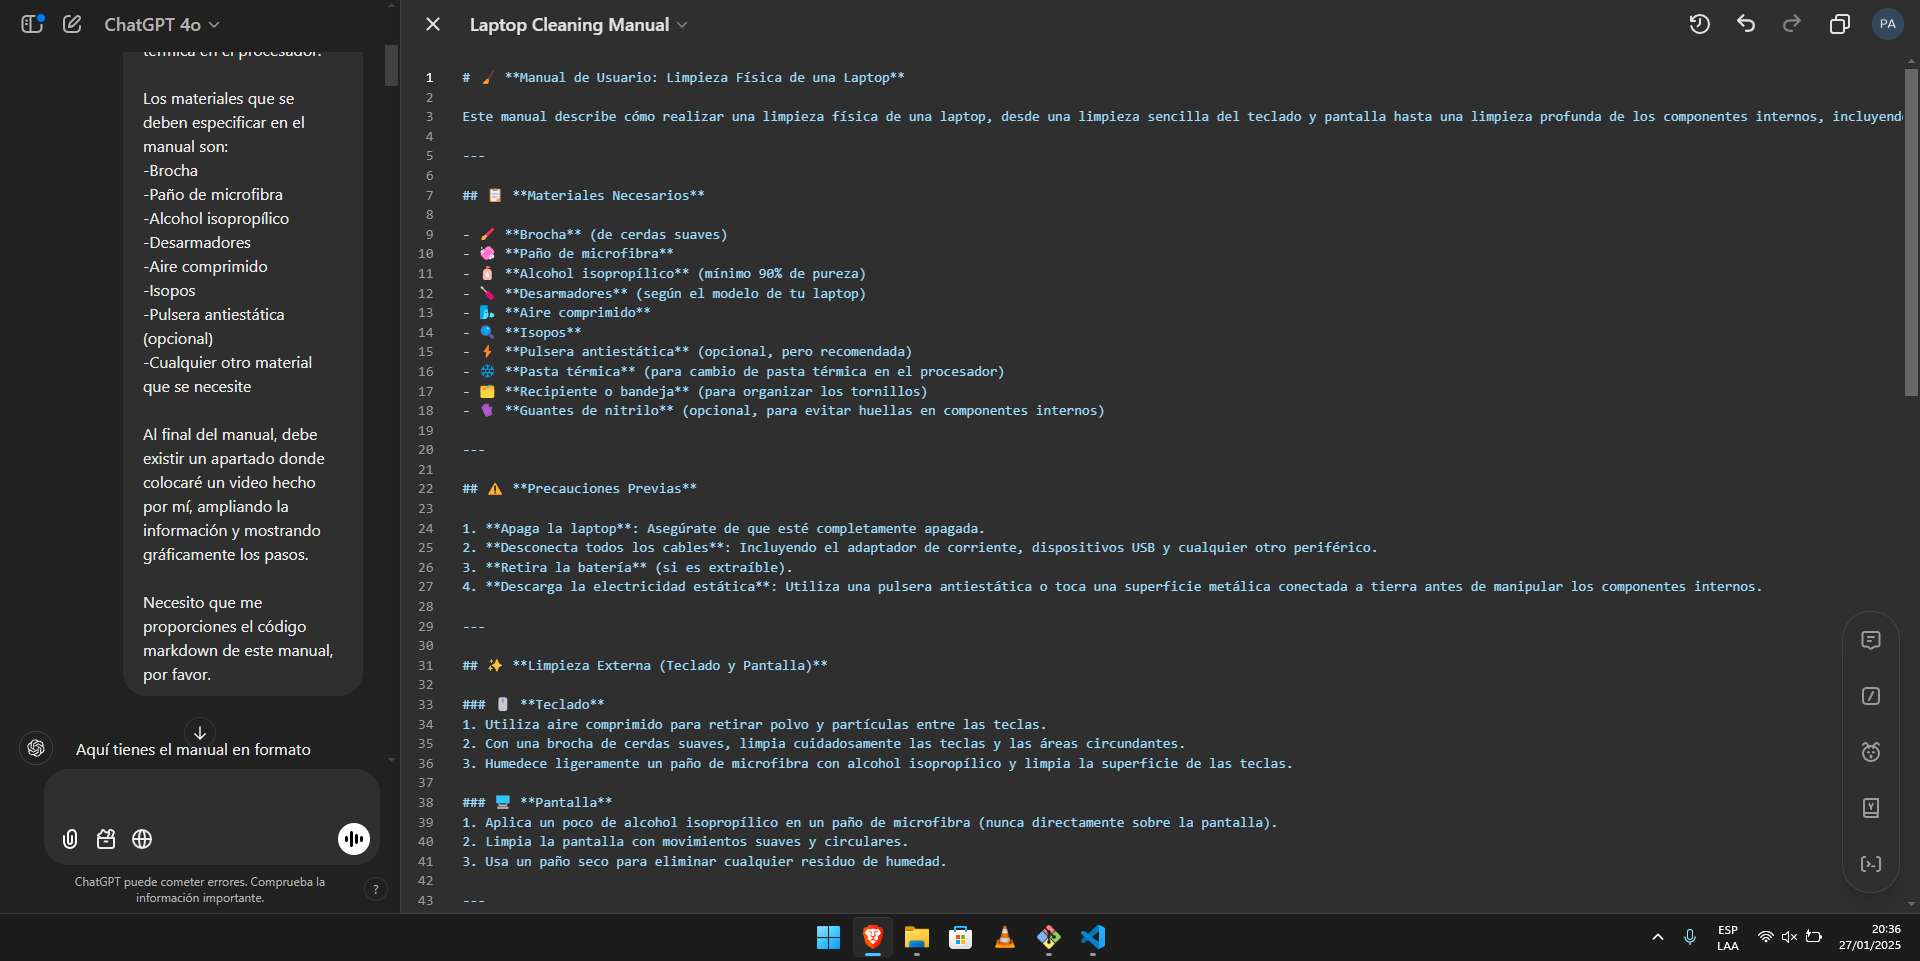 ChatGPT 4o
térmica en el procesador.
Los materiales que se
deben especificar en el
manual son:
-Brocha
-Paño de microfibra
-Alcohol isopropílico
-Desarmadores
-Aire comprimido
-Isopos
-Pulsera antiestática
(opcional)
-Cualquier otro material
que se necesite
Al final del manual, debe
existir un apartado donde
colocaré un video hecho
por mí, ampliando la
información y mostrando
gráficamente los pasos.
Necesito que me
proporciones el código
markdown de este manual,
por favor.
Aquí tienes el manual en formato
ChatGPT puede cometer errores. Comprueba la
información importante.
?
Laptop Cleaning Manual
PA
1 # 🧹 **Manual de Usuario: Limpieza Física de una Laptop**
2
3 Este manual describe cómo realizar una limpieza física de una laptop, desde una limpieza sencilla del teclado y pantalla hasta una limpieza profunda de los componentes internos, incluyend
4
5 ---
6
7 ## 📋 **Materiales Necesarios**
8
9 - 🖌️ **Brocha** (de cerdas suaves)
10 - 🧼 **Paño de microfibra**
11 - 🧴 **Alcohol isopropílico** (mínimo 90% de pureza)
12 - 🪛 **Desarmadores** (según el modelo de tu laptop)
13 - 🌬️ **Aire comprimido**
14 - 🔍 **Isopos**
15 - ⚡ **Pulsera antiestática** (opcional, pero recomendada)
16 - ❄️ **Pasta térmica** (para cambio de pasta térmica en el procesador)
17 - 🗂️ **Recipiente o bandeja** (para organizar los tornillos)
18 - 🧤 **Guantes de nitrilo** (opcional, para evitar huellas en componentes internos)
19
20 ---
21
22 ## ⚠️ **Precauciones Previas**
23
24 1. **Apaga la laptop**: Asegúrate de que esté completamente apagada.
25 2. **Desconecta todos los cables**: Incluyendo el adaptador de corriente, dispositivos USB y cualquier otro periférico.
26 3. **Retira la batería** (si es extraíble).
27 4. **Descarga la electricidad estática**: Utiliza una pulsera antiestática o toca una superficie metálica conectada a tierra antes de manipular los componentes internos.
28
29 ---
30
31 ## ✨ **Limpieza Externa (Teclado y Pantalla)**
32
33 ### 🖱️ **Teclado**
34 1. Utiliza aire comprimido para retirar polvo y partículas entre las teclas.
35 2. Con una brocha de cerdas suaves, limpia cuidadosamente las teclas y las áreas circundantes.
36 3. Humedece ligeramente un paño de microfibra con alcohol isopropílico y limpia la superficie de las teclas.
37
38 ### 🖥️ **Pantalla**
39 1. Aplica un poco de alcohol isopropílico en un paño de microfibra (nunca directamente sobre la pantalla).
40 2. Limpia la pantalla con movimientos suaves y circulares.
41 3. Usa un paño seco para eliminar cualquier residuo de humedad.
42
43 ---
ESP
LAA
20:36
27/01/2025